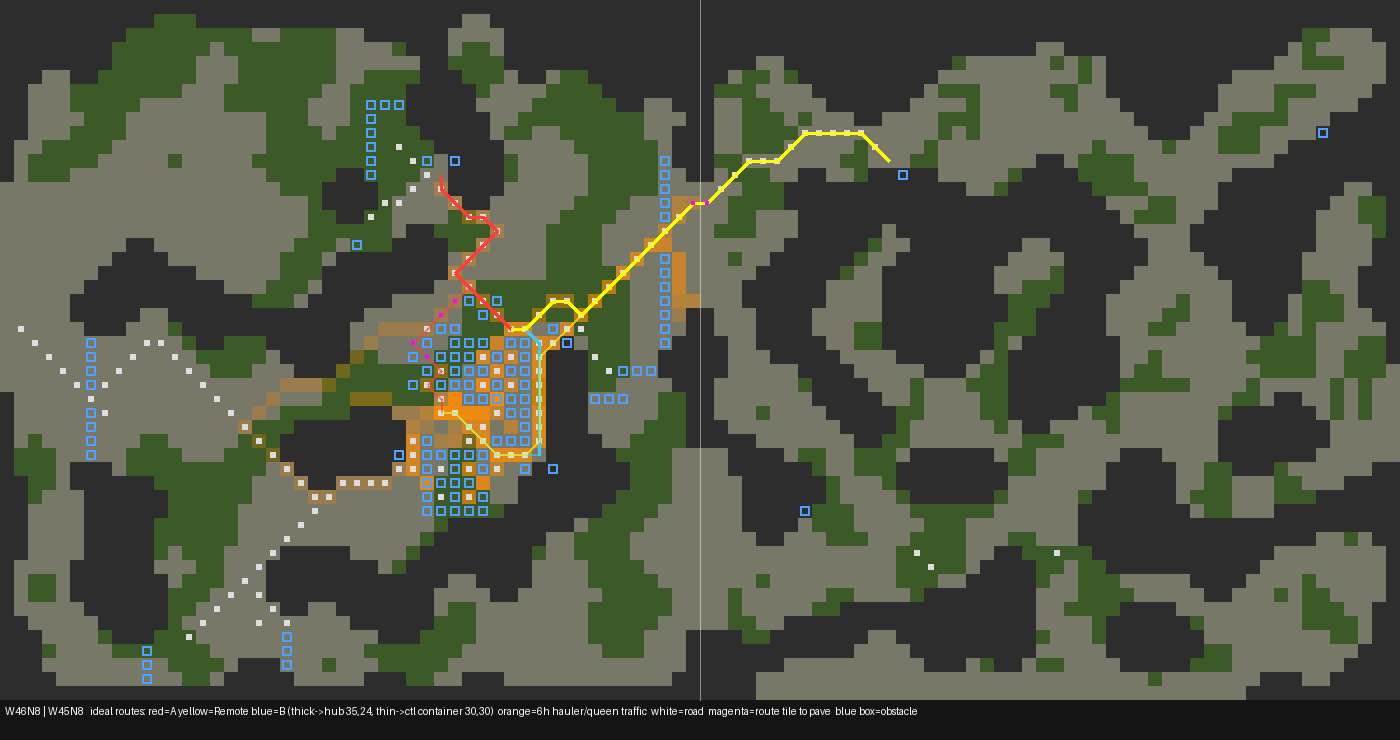 W46N8 | W45N8   ideal routes: red=A yellow=Remote blue=B (thick->hub 35,24, thin->ctl container 30,30)  orange=6h hauler/queen traffic  white=road  magenta=route tile to pave  blue box=obstacle